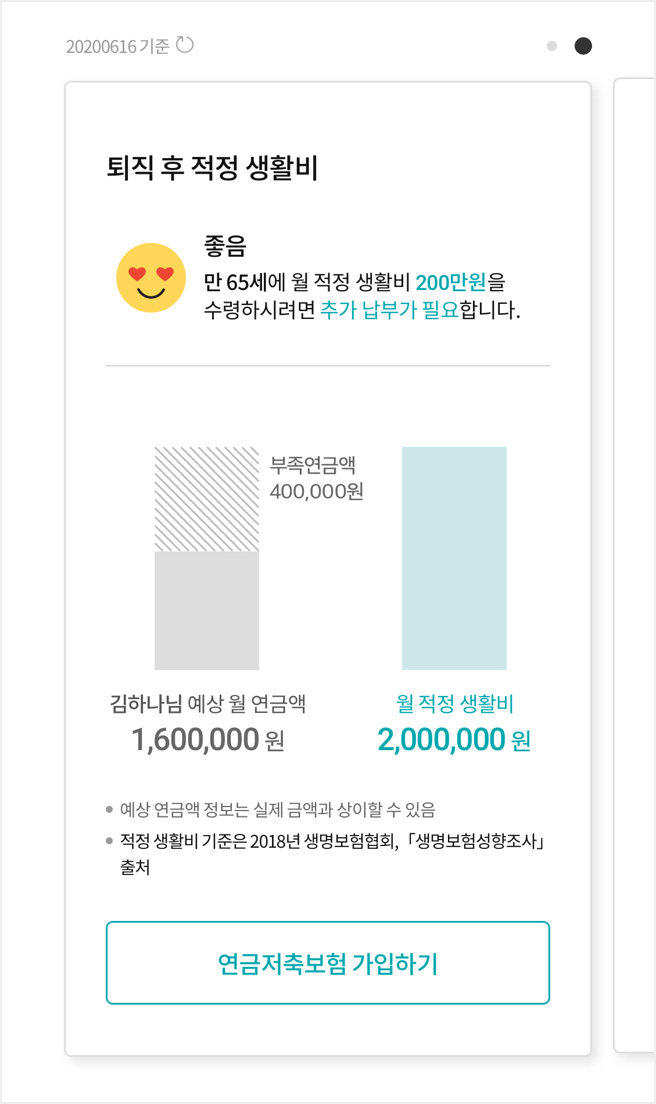 20200616 기준
퇴직 후 적정 생활비
좋음
만 65세에 월 적정 생활비 200만원을
수령하시려면 추가 납부가 필요합니다.
부족연금액
400,000원
김하나님 예상 월 연금액
1,600,000 원
월 적정 생활비
2,000,000 원
예상 연금액 정보는 실제 금액과 상이할 수 있음
적정 생활비 기준은 2018년 생명보험협회,「생명보험성향조사」
출처
연금저축보험 가입하기